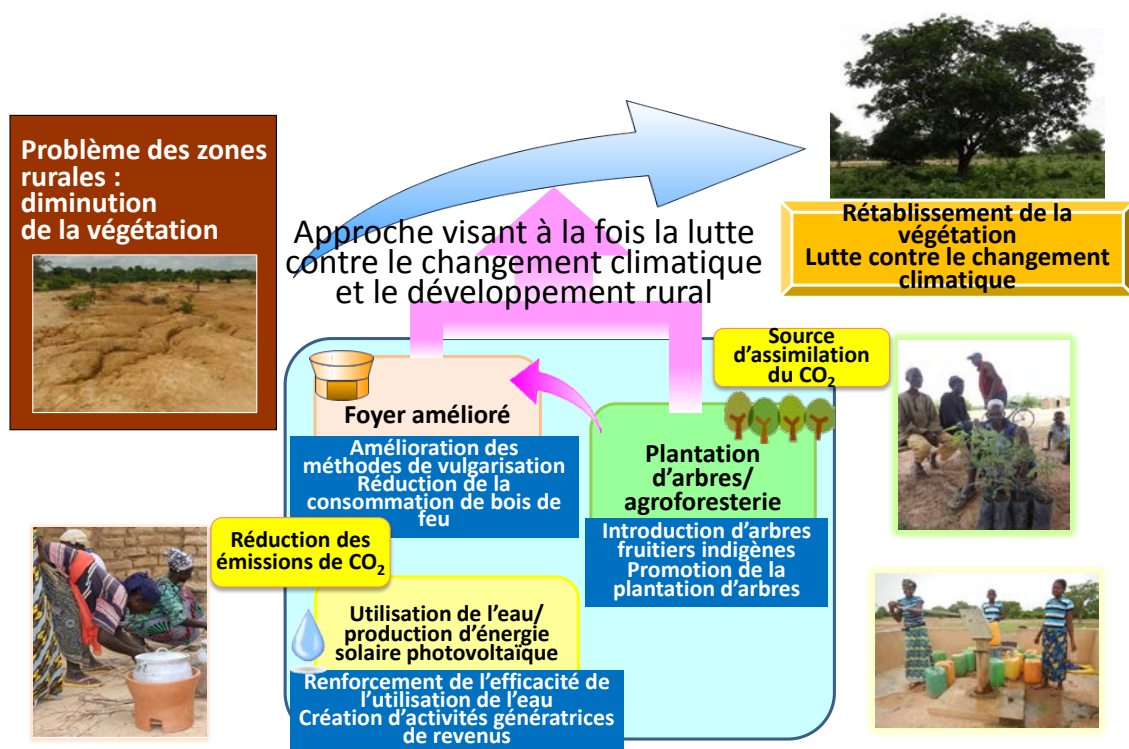 Problème des zones
rurales :
diminution
de la végétation
Rétablissement de la
végétation
Lutte contre le changement
climatique
Approche visant à la fois la lutte
contre le changement climatique
et le développement rural
Source
d’assimilation
du CO₂
Foyer amélioré
Amélioration des
méthodes de vulgarisation
Réduction de la
consommation de bois de
feu
Plantation
d’arbres/
agroforesterie
Introduction d’arbres
fruitiers indigènes
Promotion de la
plantation d’arbres
Réduction des
émissions de CO₂
Utilisation de l’eau/
production d’énergie
solaire photovoltaïque
Renforcement de l’efficacité de
l’utilisation de l’eau
Création d’activités génératrices
de revenus